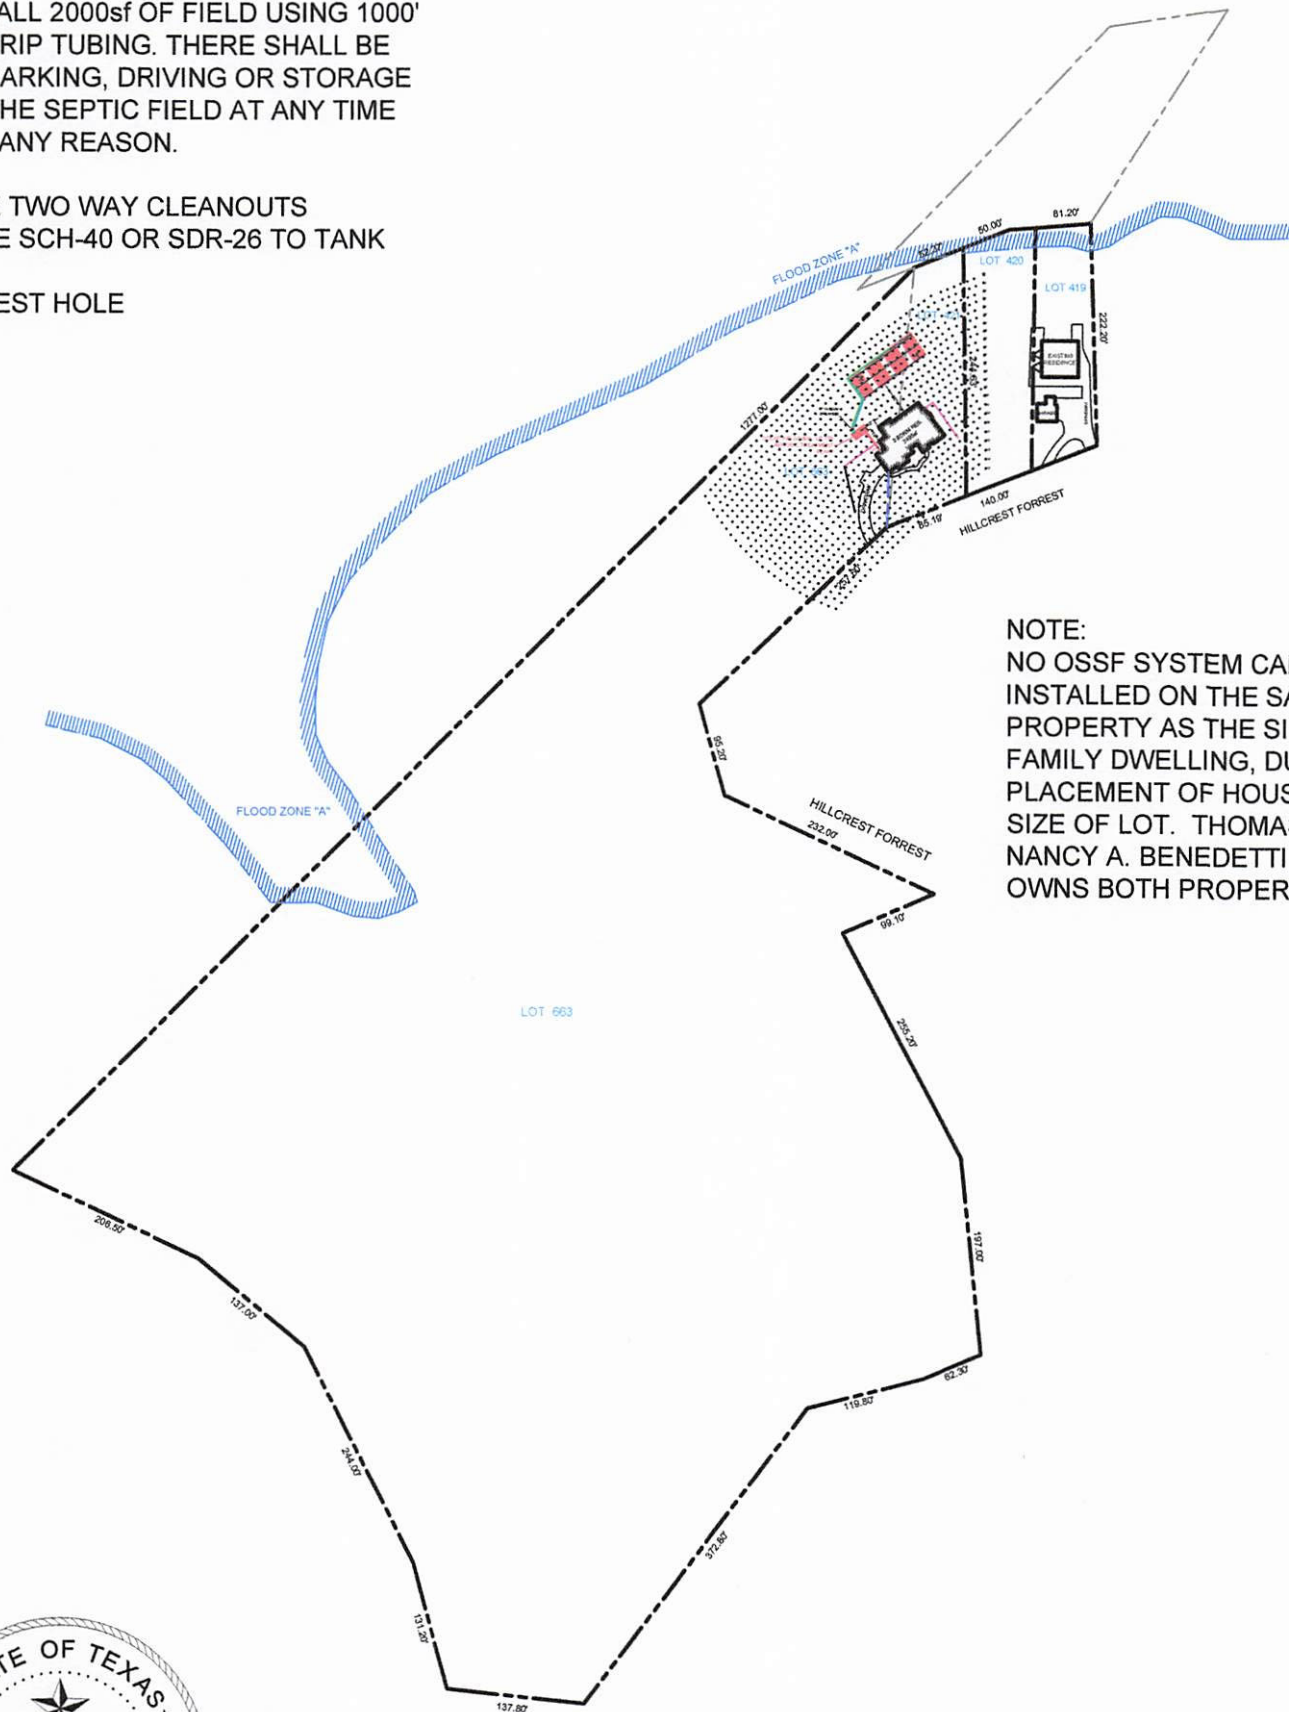 ALL 2000sf OF FIELD USING 1000'
RIP TUBING. THERE SHALL BE
ARKING, DRIVING OR STORAGE
HE SEPTIC FIELD AT ANY TIME
ANY REASON.
TWO WAY CLEANOUTS
E SCH-40 OR SDR-26 TO TANK
EST HOLE
81.20'
50.00'
FLOOD ZONE "A"
LOT 420
LOT 419
222.20'
EXISTING
RESIDENCE
1277.00'
140.00'
85.19'
HILLCREST FORREST
NOTE:
NO OSSF SYSTEM CA
INSTALLED ON THE SA
PROPERTY AS THE SI
FAMILY DWELLING, DU
PLACEMENT OF HOUS
SIZE OF LOT. THOMA
NANCY A. BENEDETTI
OWNS BOTH PROPER
95.20'
HILLCREST FORREST
232.00'
FLOOD ZONE "A"
99.10'
LOT 663
255.20'
197.00'
206.50'
137.00'
62.30'
119.80'
244.00'
372.80'
131.20'
137.80'
TE OF TEXAS